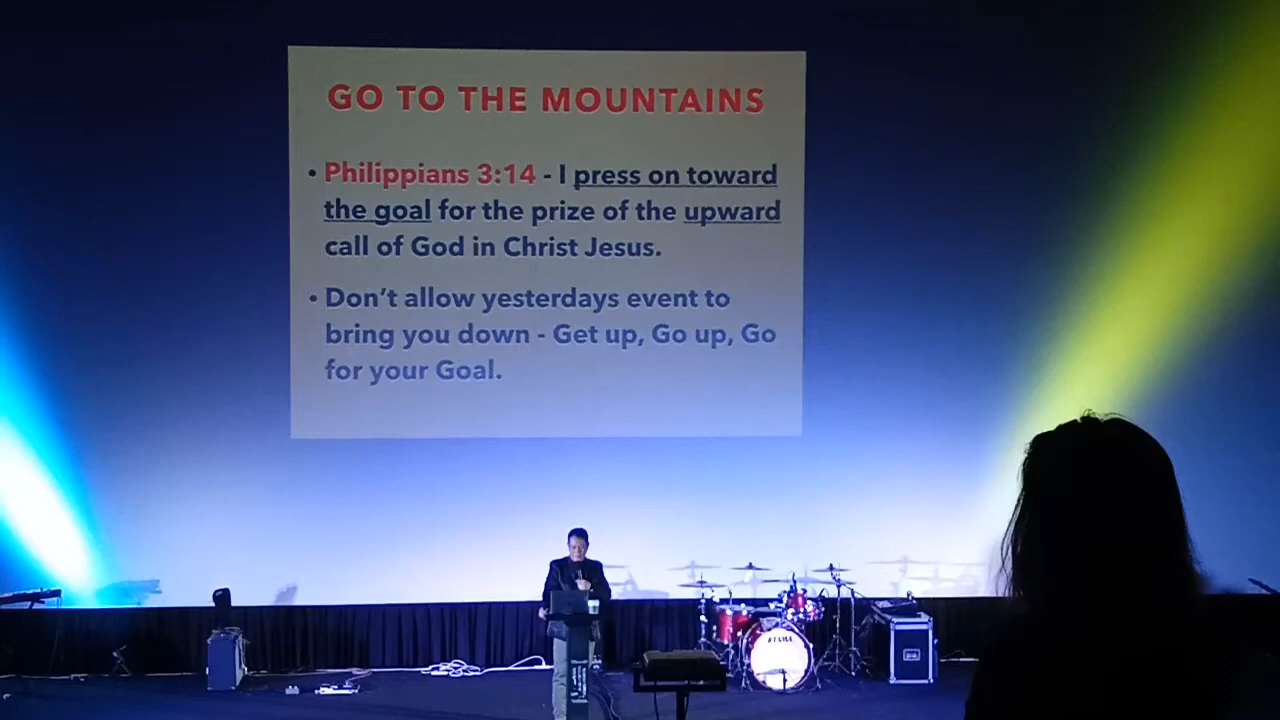 GO TO THE MOUNTAINS
• Philippians 3:14 - I press on toward
the goal for the prize of the upward
call of God in Christ Jesus.
• Don’t allow yesterdays event to
bring you down - Get up, Go up, Go
for your Goal.
TAMA